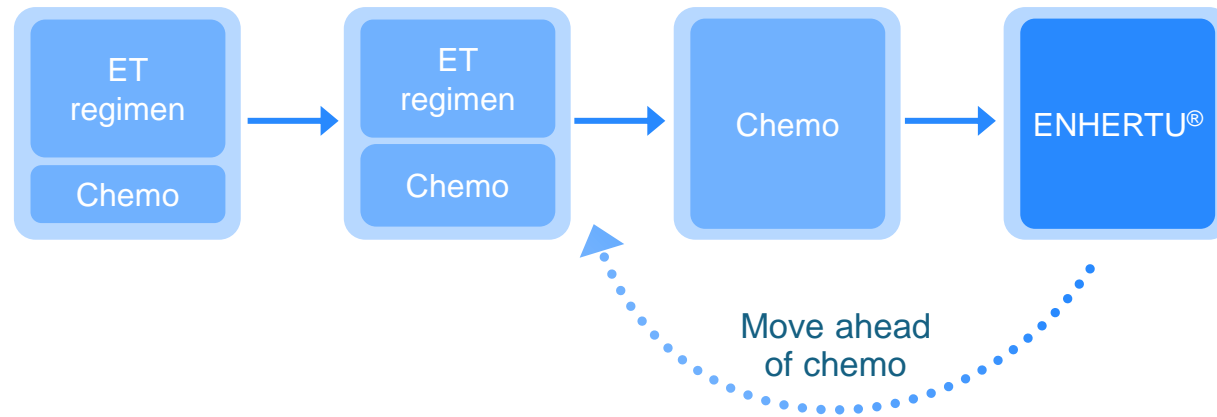 ET
regimen
Chemo
ET
regimen
Chemo
Chemo
ENHERTU®
Move ahead
of chemo